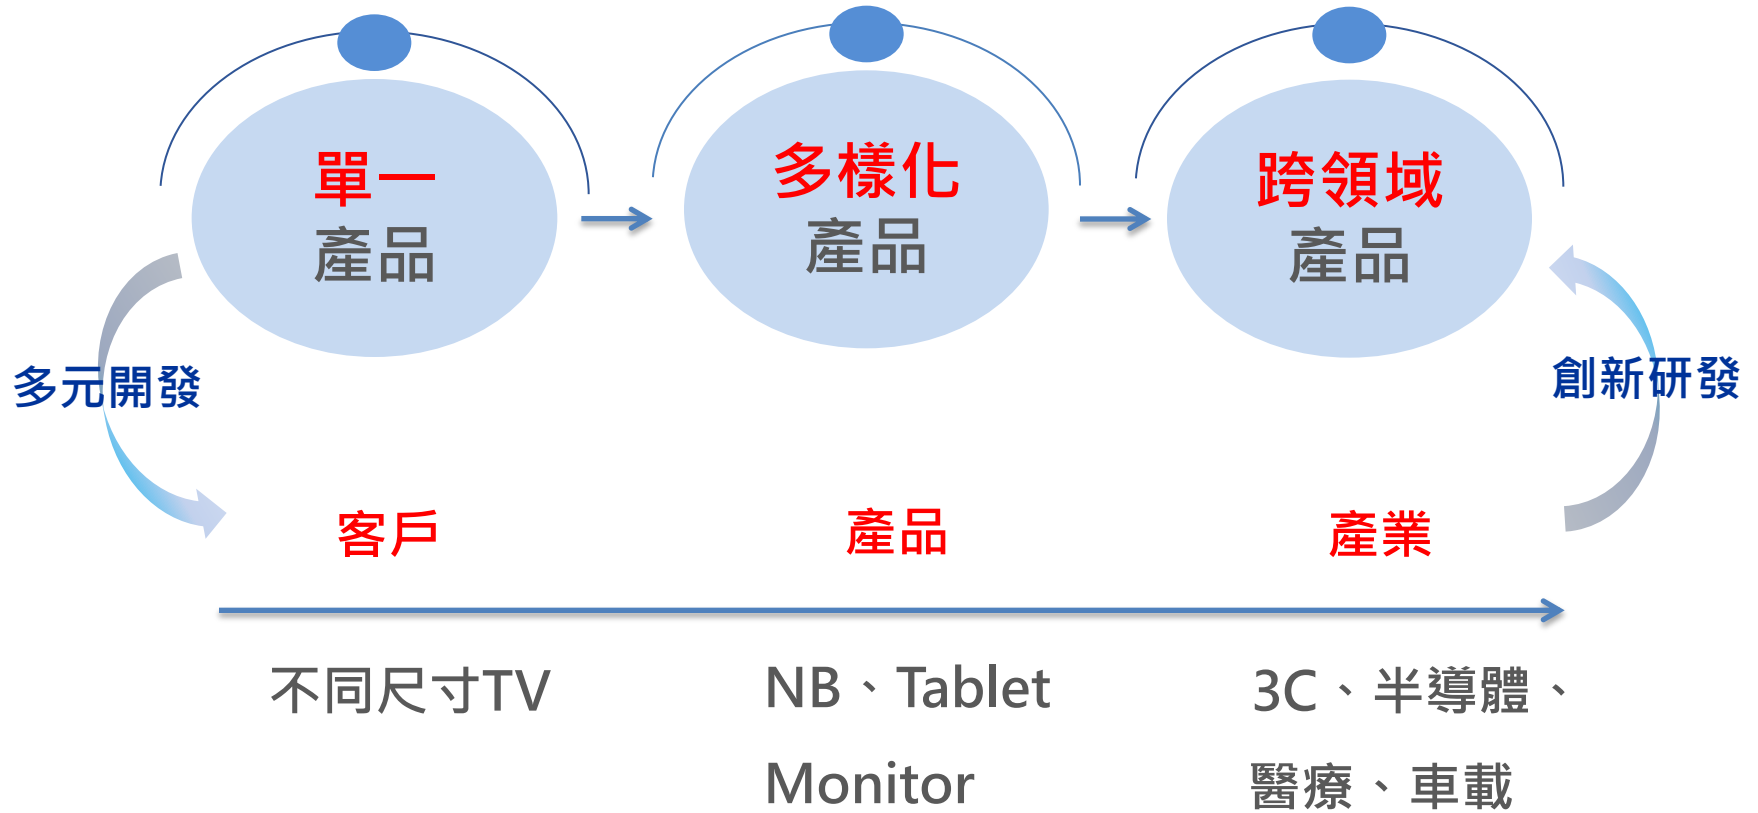 單一
產品
多樣化
產品
跨領域
產品
多元開發
創新研發
客戶
產品
產業
不同尺寸TV
NB、Tablet
Monitor
3C、半導體、
醫療、車載